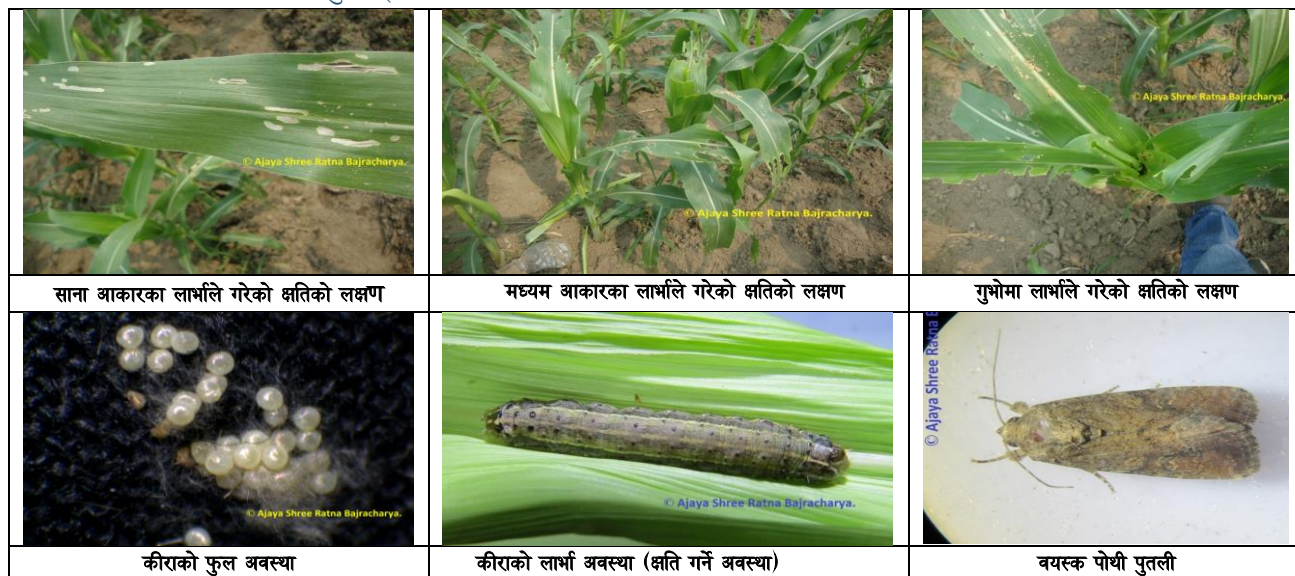 © Ajaya Shree Ratna Bajracharya.
© Ajaya Shree Ratna Bajracharya.
© Ajaya Shree Ratna Bajracharya.
साना आकारका लार्भाले गरेको क्षतिको लक्षण
मध्यम आकारका लार्भाले गरेको क्षतिको लक्षण
गुभोमा लार्भाले गरेको क्षतिको लक्षण
© Ajaya Shree Ratna Bajracharya.
© Ajaya Shree Ratna Bajracharya.
© Ajaya Shree Ratna
कीराको फुल अवस्था
कीराको लार्भा अवस्था (क्षति गर्ने अवस्था)
वयस्क पोथी पुतली